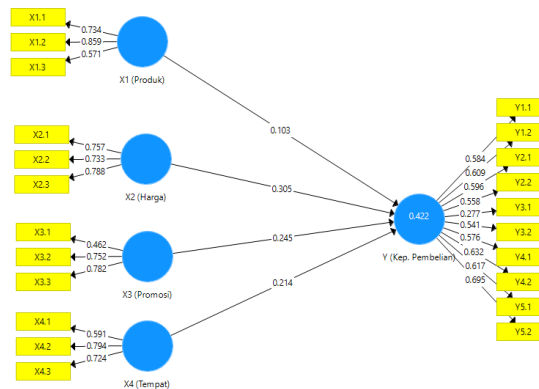 X1.1
X1.2
X1.3
0.734
0.859
0.571
X1 (Produk)
0.103
X2.1
X2.2
X2.3
0.757
0.733
0.788
X2 (Harga)
0.305
X3.1
X3.2
X3.3
0.462
0.752
0.782
X3 (Promosi)
0.245
X4.1
X4.2
X4.3
0.591
0.794
0.724
X4 (Tempat)
0.214
0.422
Y (Kep. Pembelian)
0.584
0.609
0.596
0.558
0.277
0.541
0.576
0.632
0.617
0.695
Y1.1
Y1.2
Y2.1
Y2.2
Y3.1
Y3.2
Y4.1
Y4.2
Y5.1
Y5.2